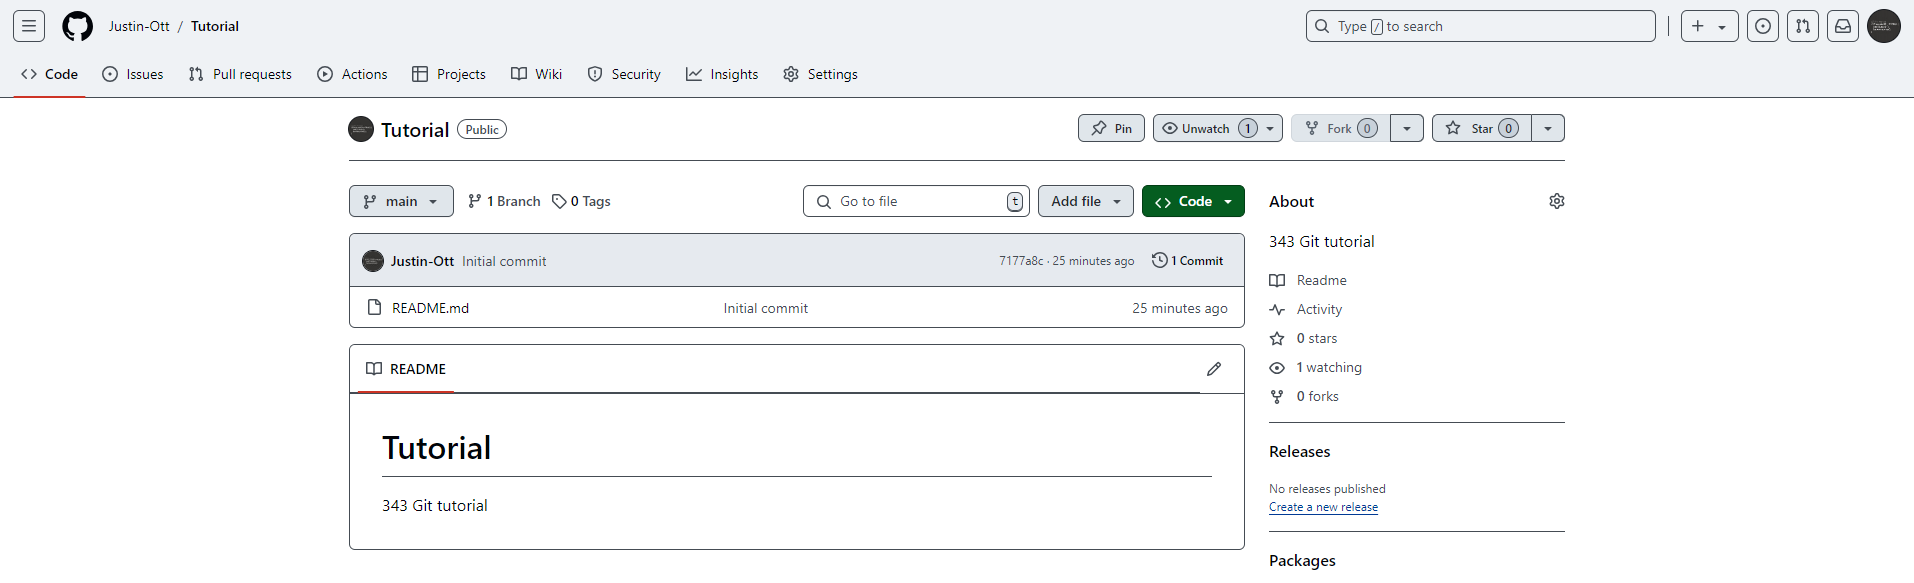 Justin-Ott / Tutorial
Type / to search
Code Issues Pull requests Actions Projects Wiki Security Insights Settings
Tutorial Public
Pin Unwatch 1 Fork 0 Star 0
main 1 Branch 0 Tags
Go to file t Add file Code
Justin-Ott Initial commit 7177a8c · 25 minutes ago 1 Commit
README.md Initial commit 25 minutes ago
README
Tutorial
343 Git tutorial
About
343 Git tutorial
Readme
Activity
0 stars
1 watching
0 forks
Releases
No releases published
Create a new release
Packages